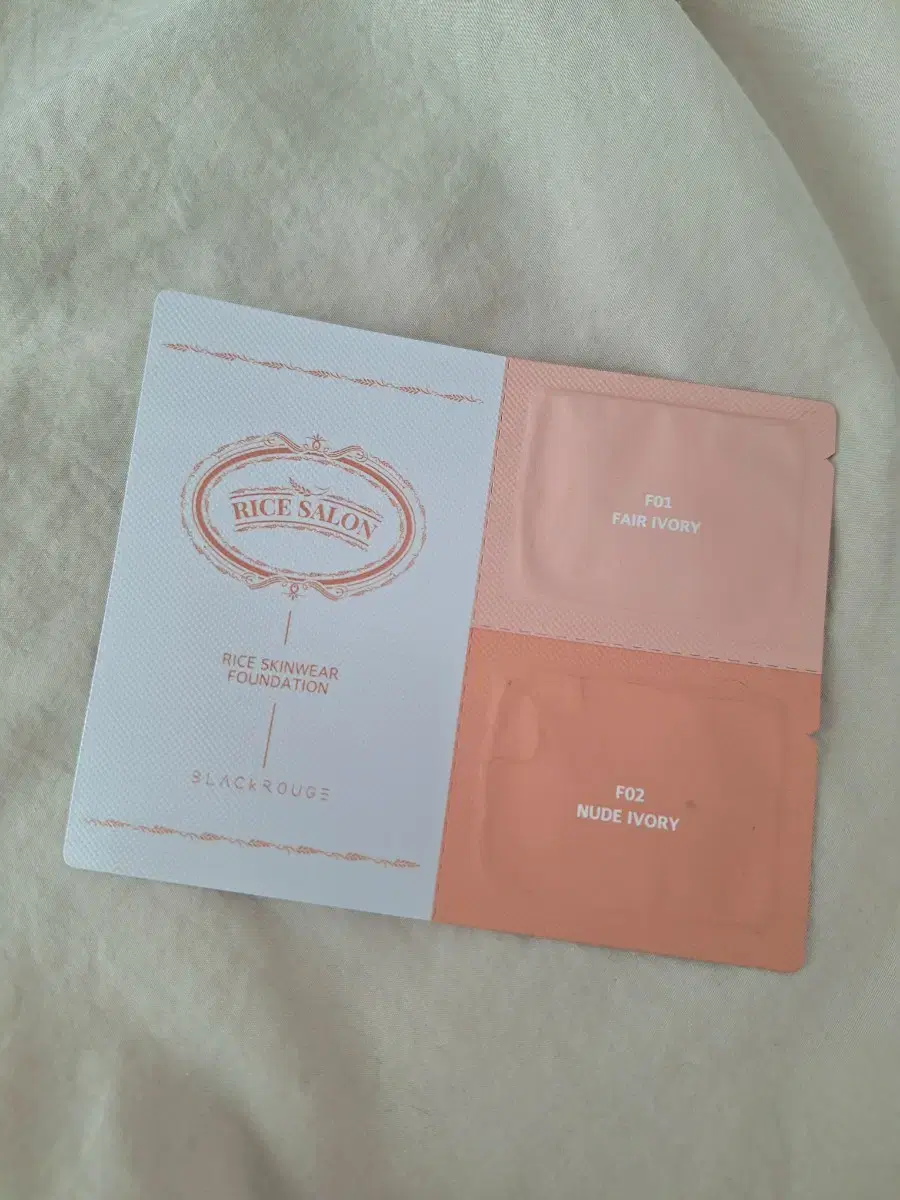 RICE SALON
RICE SKINWEAR
FOUNDATION
BLACKROUGE
F01
FAIR IVORY
F02
NUDE IVORY